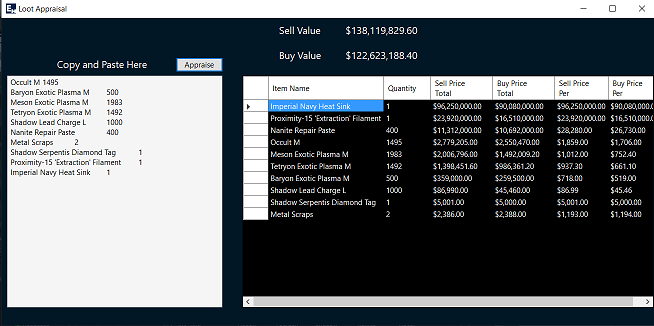 Loot Appraisal
Sell Value $138,119,829.60
Buy Value $122,623,188.40
Copy and Paste Here Appraise
Occult M 1495
Baryon Exotic Plasma M 500
Meson Exotic Plasma M 1983
Tetryon Exotic Plasma M 1492
Shadow Lead Charge L 1000
Nanite Repair Paste 400
Metal Scraps 2
Shadow Serpentis Diamond Tag 1
Proximity-15 'Extraction' Filament 1
Imperial Navy Heat Sink 1
Item Name Quantity Sell Price Total Buy Price Total Sell Price Per Buy Price Per
Imperial Navy Heat Sink 1 $96,250,000.00 $90,080,000.00 $96,250,000.00 $90,080,000.
Proximity-15 'Extraction' Filament 1 $23,920,000.00 $16,510,000.00 $23,920,000.00 $16,510,000.
Nanite Repair Paste 400 $11,312,000.00 $10,692,000.00 $28,280.00 $26,730.00
Occult M 1495 $2,779,205.00 $2,550,470.00 $1,859.00 $1,706.00
Meson Exotic Plasma M 1983 $2,006,796.00 $1,492,009.20 $1,012.00 $752.40
Tetryon Exotic Plasma M 1492 $1,398,451.60 $986,361.20 $937.30 $661.10
Baryon Exotic Plasma M 500 $359,000.00 $259,500.00 $718.00 $519.00
Shadow Lead Charge L 1000 $86,990.00 $45,460.00 $86.99 $45.46
Shadow Serpentis Diamond Tag 1 $5,001.00 $5,000.00 $5,001.00 $5,000.00
Metal Scraps 2 $2,386.00 $2,388.00 $1,193.00 $1,194.00